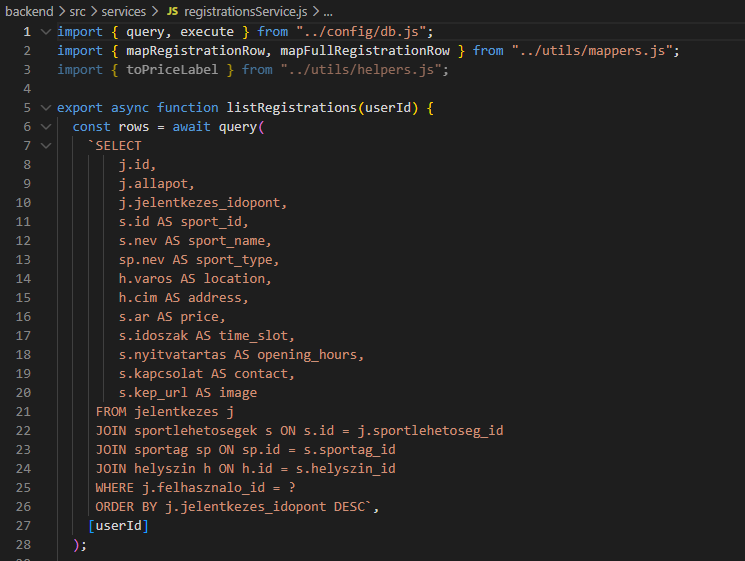 backend > src > services > JS registrationsService.js > ...
1 import { query, execute } from "../config/db.js";
2 import { mapRegistrationRow, mapFullRegistrationRow } from "../utils/mappers.js";
3 import { toPriceLabel } from "../utils/helpers.js";
4
5 export async function listRegistrations(userId) {
6   const rows = await query(
7     `SELECT
8        j.id,
9        j.allapot,
10        j.jelentkezes_idopont,
11        s.id AS sport_id,
12        s.nev AS sport_name,
13        sp.nev AS sport_type,
14        h.varos AS location,
15        h.cim AS address,
16        s.ar AS price,
17        s.idoszak AS time_slot,
18        s.nyitvatartas AS opening_hours,
19        s.kapcsolat AS contact,
20        s.kep_url AS image
21     FROM jelentkezes j
22     JOIN sportlehetosegek s ON s.id = j.sportlehetoseg_id
23     JOIN sportag sp ON sp.id = s.sportag_id
24     JOIN helyszin h ON h.id = s.helyszin_id
25     WHERE j.felhasznalo_id = ?
26     ORDER BY j.jelentkezes_idopont DESC`,
27     [userId]
28   );